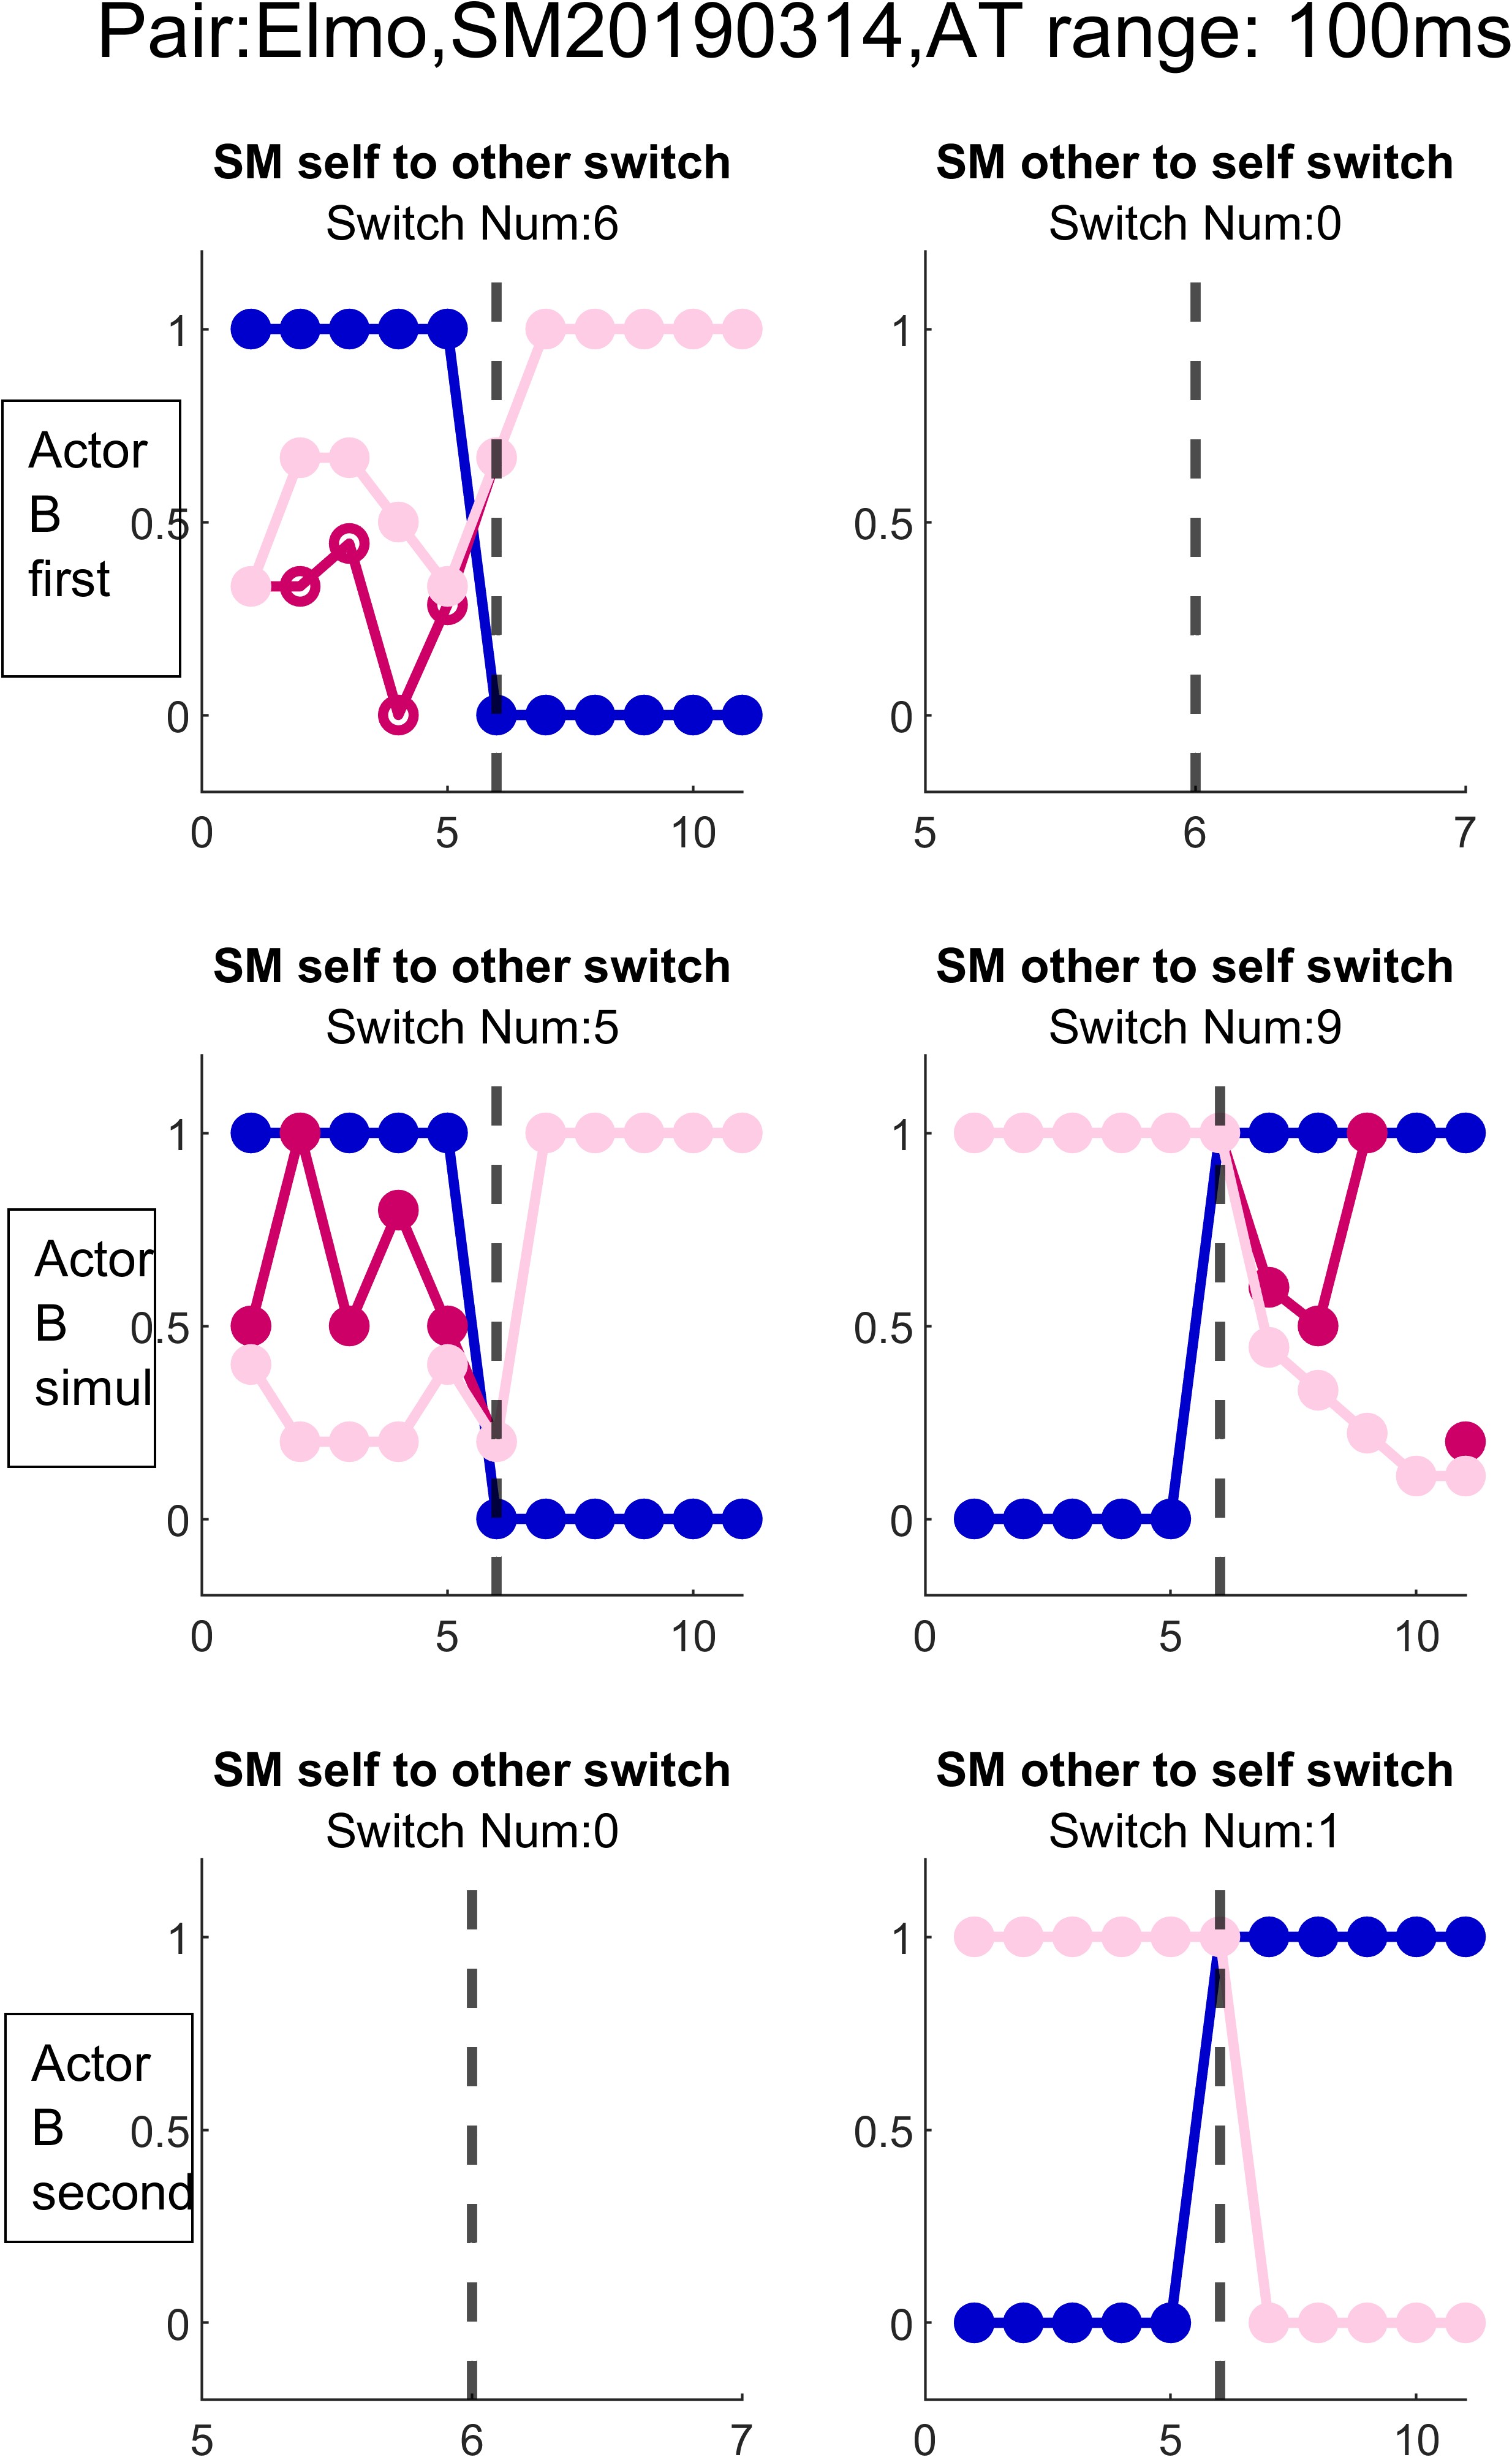 Pair:Elmo,SM20190314,AT range: 100ms
SM self to other switch
Switch Num:6
1
0.5
0
0 5 10
Actor
B
first
SM other to self switch
Switch Num:0
1
0.5
0
5 6 7
SM self to other switch
Switch Num:5
1
0.5
0
0 5 10
Actor
B
simul
SM other to self switch
Switch Num:9
1
0.5
0
0 5 10
SM self to other switch
Switch Num:0
1
0.5
0
5 6 7
Actor
B
second
SM other to self switch
Switch Num:1
1
0.5
0
0 5 10